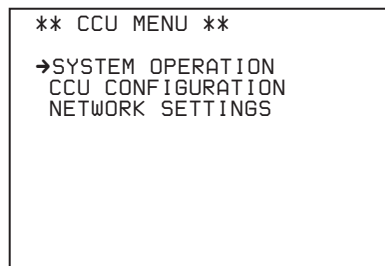 ** CCU MENU **
➔SYSTEM OPERATION
CCU CONFIGURATION
NETWORK SETTINGS